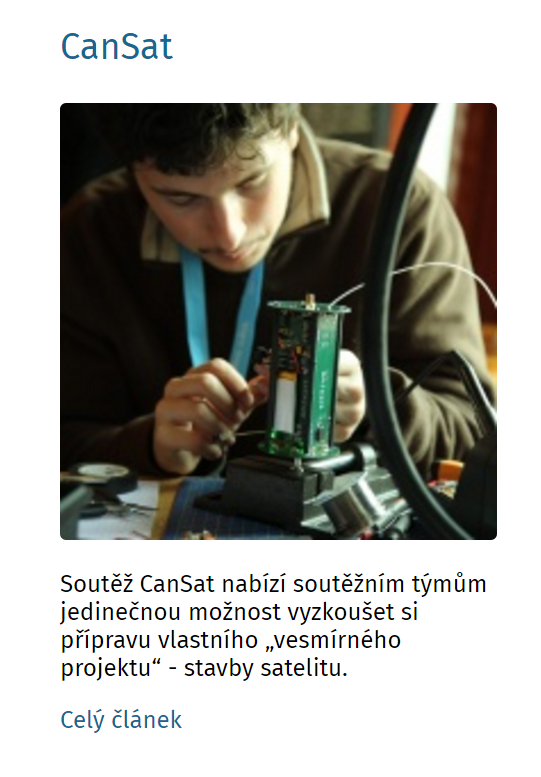 CanSat
Soutěž CanSat nabízí soutěžním týmům
jedinečnou možnost vyzkoušet si
přípravu vlastního „vesmírného
projektu“ - stavby satelitu.
Celý článek